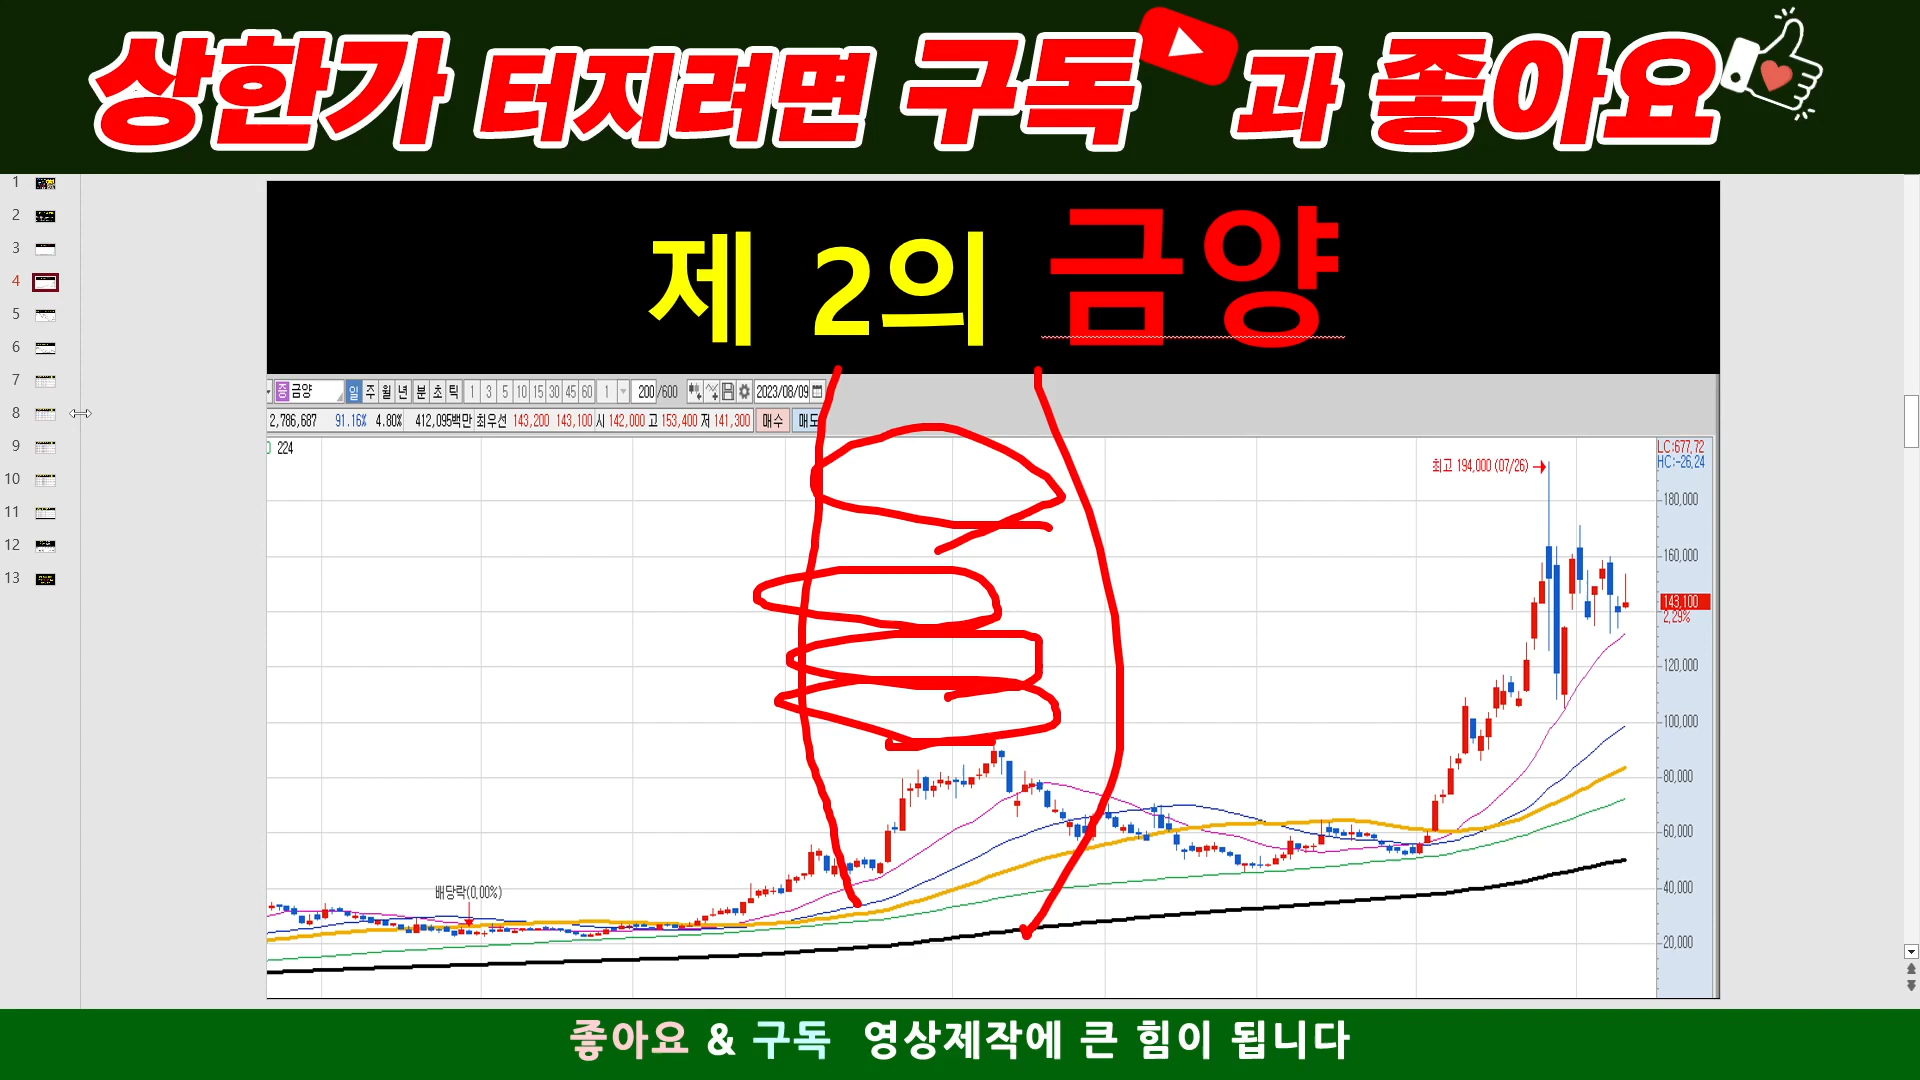 상한가 터지려면 구독 과 좋아요
제 2의 금양
1
2
3
4
5
6
7
8
9
10
11
12
13
종 금양 일 주 월 년 분 초 틱 1 3 5 10 15 30 45 60 1 200 /600 2023/08/09
2,786,687 91.16% 4.80% 412,095백만 최우선 143,200 143,100 시 142,000 고 153,400 저 141,300 매수 매도
224
LC:677.72
HC:-26.24
최고 194,000 (07/26)
180,000
160,000
143,100
2.29%
120,000
100,000
80,000
60,000
40,000
20,000
배당락(0.00%)
좋아요 & 구독 영상제작에 큰 힘이 됩니다